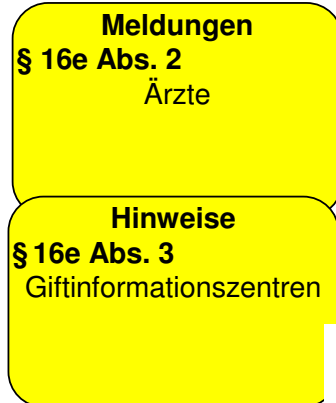 Meldungen
§ 16e Abs. 2
Ärzte
Hinweise
§ 16e Abs. 3
Giftinformationszentren